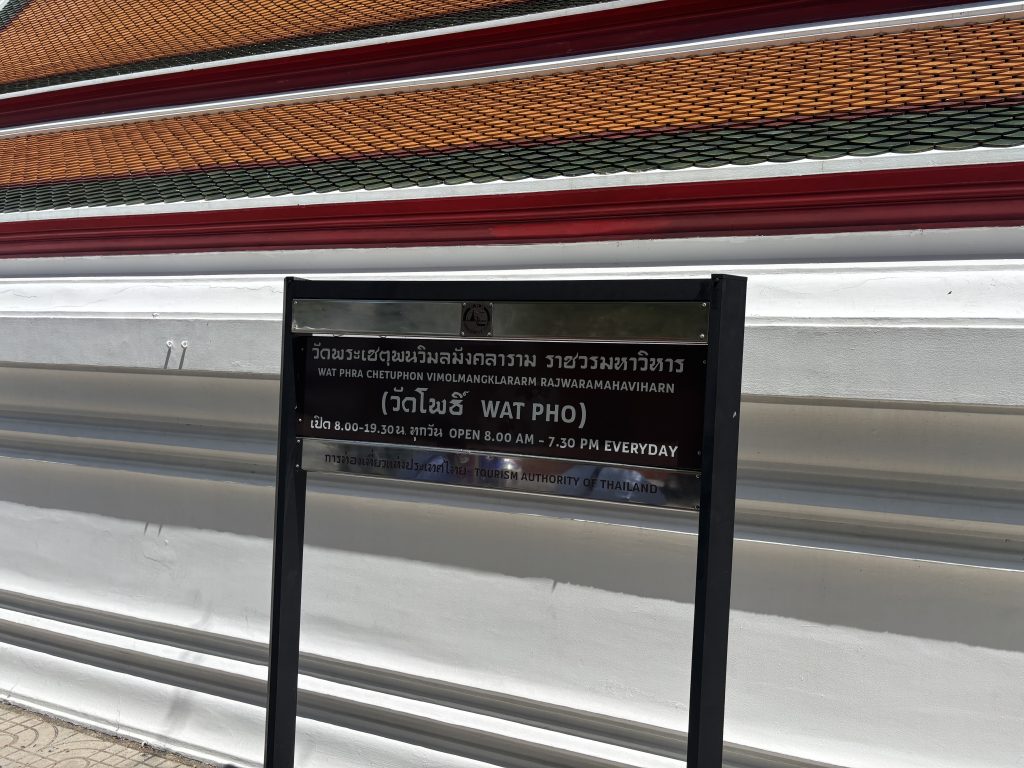 วัดพระเชตุพนวิมลมังคลาราม ราชวรมหาวิหาร
WAT PHRA CHETUPHON VIMOLMANGKLARARM RAJWARAMAHAVIHARN
(วัดโพธิ์ WAT PHO)
เปิด 8.00-19.30น ทุกวัน OPEN 8.00 AM - 7.30 PM EVERYDAY
การท่องเที่ยวแห่งประเทศไทย- TOURISM AUTHORITY OF THAILAND